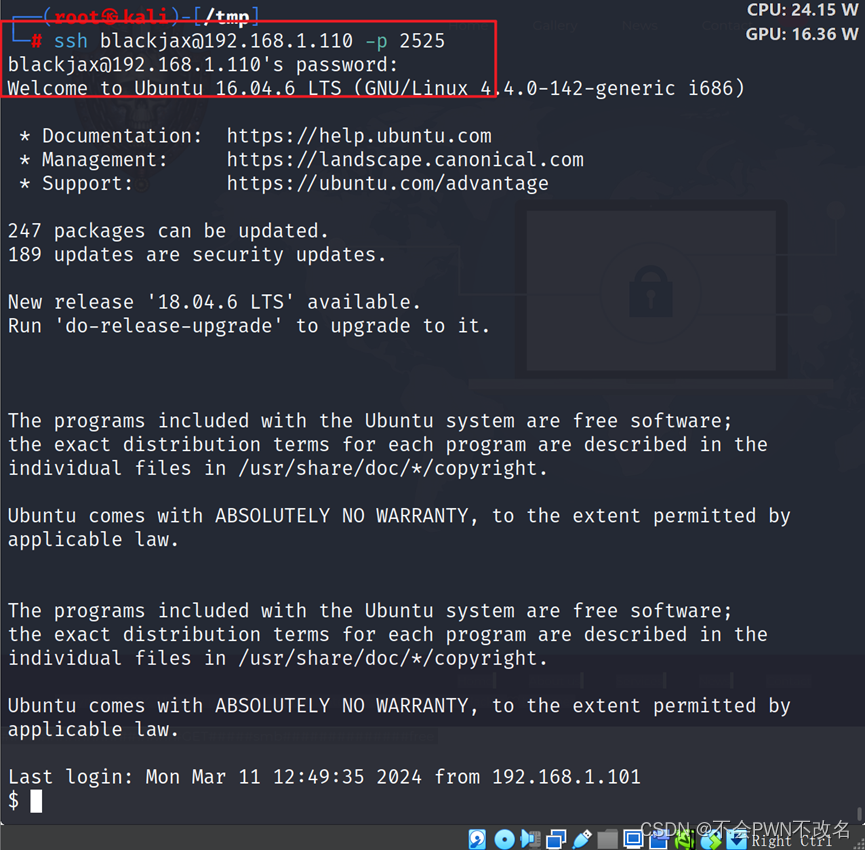 ┌──(root㉿kali)-[/tmp]
CPU: 24.15 W
└─# ssh blackjax@192.168.1.110 -p 2525
GPU: 16.36 W
blackjax@192.168.1.110's password:
Welcome to Ubuntu 16.04.6 LTS (GNU/Linux 4.4.0-142-generic i686)
* Documentation:  https://help.ubuntu.com
* Management:     https://landscape.canonical.com
* Support:        https://ubuntu.com/advantage
247 packages can be updated.
189 updates are security updates.
New release '18.04.6 LTS' available.
Run 'do-release-upgrade' to upgrade to it.
The programs included with the Ubuntu system are free software;
the exact distribution terms for each program are described in the
individual files in /usr/share/doc/*/copyright.
Ubuntu comes with ABSOLUTELY NO WARRANTY, to the extent permitted by
applicable law.
The programs included with the Ubuntu system are free software;
the exact distribution terms for each program are described in the
individual files in /usr/share/doc/*/copyright.
Ubuntu comes with ABSOLUTELY NO WARRANTY, to the extent permitted by
applicable law.
Last login: Mon Mar 11 12:49:35 2024 from 192.168.1.101
$
CSDN @不会PWN不改名
Right Ctrl